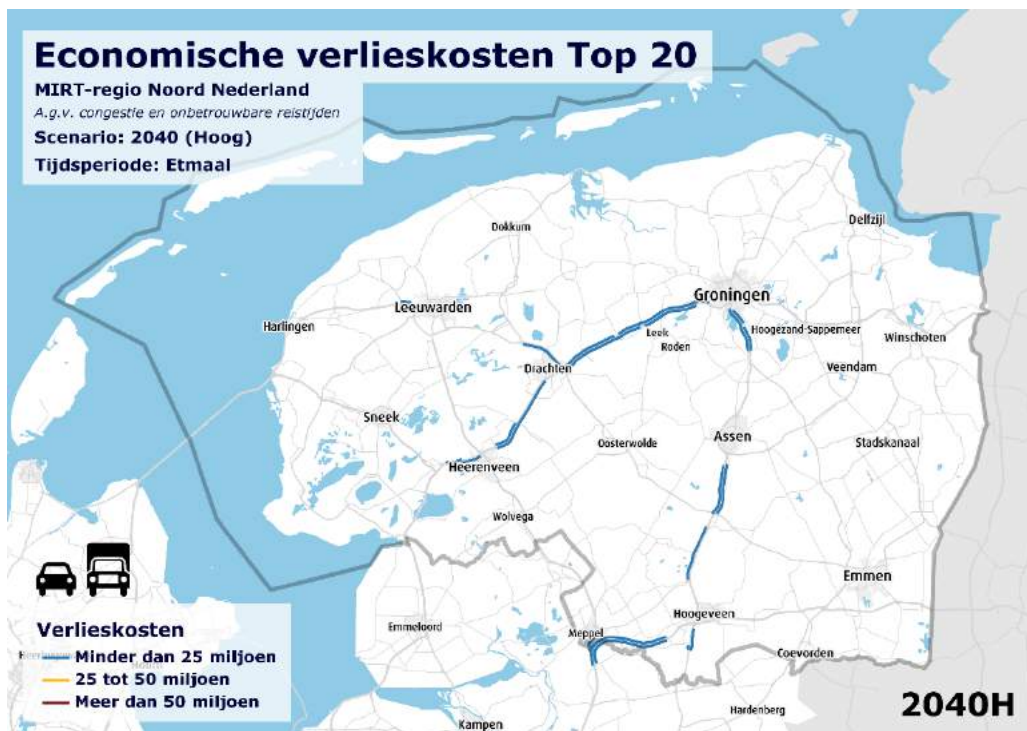 Economische verlieskosten Top 20
MIRT-regio Noord Nederland
A.g.v. congestie en onbetrouwbare reistijden
Scenario: 2040 (Hoog)
Tijdsperiode: Etmaal
Dokkum
Delfzijl
Leeuwarden
Groningen
Harlingen
Leek
Hoogezand-Sappemeer
Roden
Winschoten
Drachten
Veendam
Sneek
Oosterwolde
Assen
Stadskanaal
Heerenveen
Wolvega
Emmen
Emmeloord
Meppel
Hoogeveen
Coevorden
Hardenberg
Kampen
Verlieskosten
Minder dan 25 miljoen
25 tot 50 miljoen
Meer dan 50 miljoen
2040H